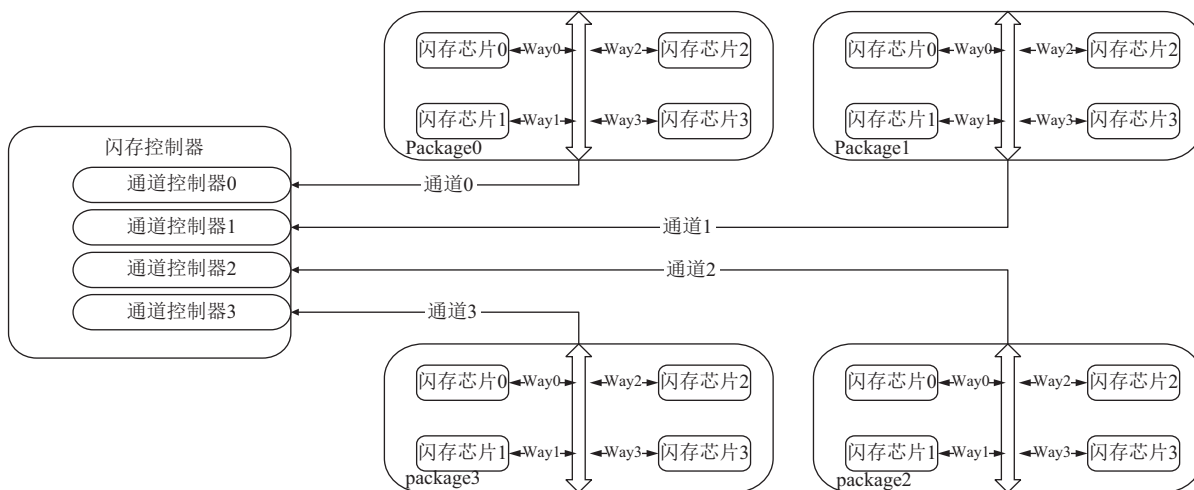 闪存芯片0 Way0 Way2 闪存芯片2
闪存芯片1 Way1 Way3 闪存芯片3
Package0
闪存芯片0 Way0 Way2 闪存芯片2
闪存芯片1 Way1 Way3 闪存芯片3
Package1
闪存控制器
通道控制器0
通道控制器1
通道控制器2
通道控制器3
通道0
通道1
通道2
通道3
闪存芯片0 Way0 Way2 闪存芯片2
闪存芯片1 Way1 Way3 闪存芯片3
package3
闪存芯片0 Way0 Way2 闪存芯片2
闪存芯片1 Way1 Way3 闪存芯片3
package2